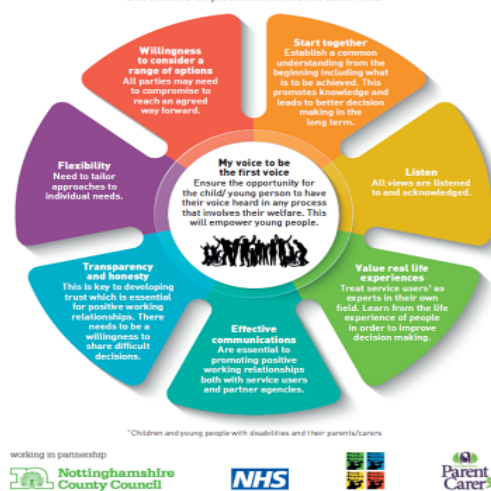 Start together
Establish a common
understanding from the
beginning including what
is to be achieved. This
promotes knowledge and
leads to better decision
making in the
long term.
Listen
All views are listened
to and acknowledged.
Value real life
experiences
Treat service users' as
experts in their own
field. Learn from the life
experience of people
in order to improve
decision making.
Effective
communications
Are essential to
promoting positive
working relationships
both with service users
and partner agencies.
Transparency
and honesty
This is key to developing
trust which is essential
for positive working
relationships. There
needs to be a
willingness to
share difficult
decisions.
Flexibility
Need to tailor
approaches to
individual needs.
Willingness
to consider a
range of options
All parties may need
to compromise to
reach an agreed
way forward.
My voice to be
the first voice
Ensure the opportunity for
the child/ young person to have
their voice heard in any process
that involves their welfare. This
will empower young people.
*Children and young people with disabilities and their parents/carers
working in partnership
Nottinghamshire
County Council
NHS
Parent
Carer